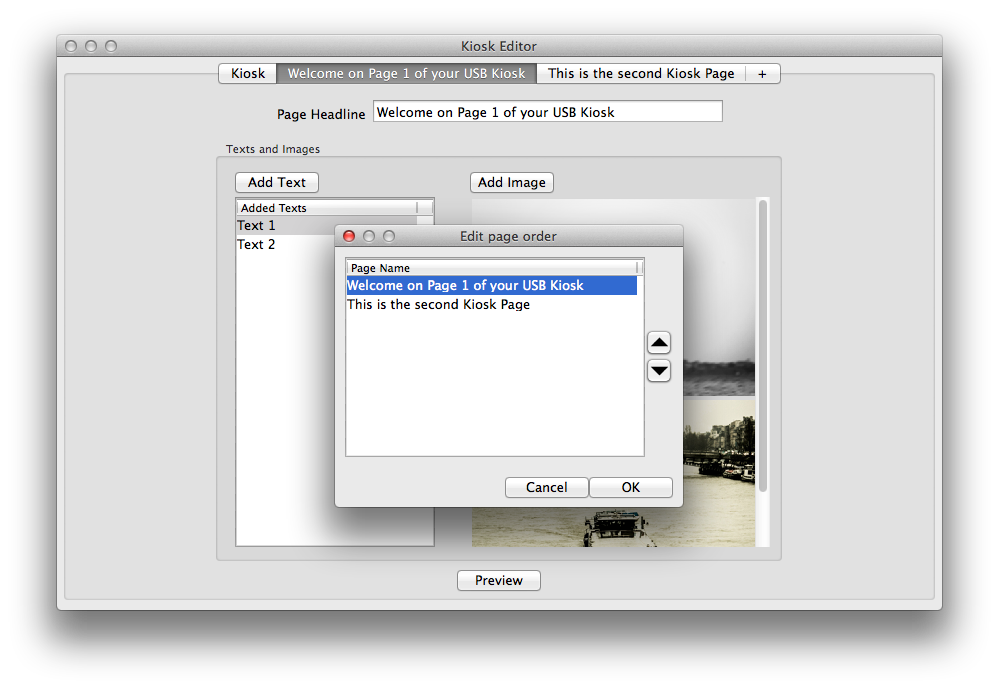 Kiosk Editor
Kiosk
Welcome on Page 1 of your USB Kiosk
This is the second Kiosk Page
+
Page Headline
Welcome on Page 1 of your USB Kiosk
Texts and Images
Add Text
Add Image
Added Texts
Text 1
Text 2
Edit page order
Page Name
Welcome on Page 1 of your USB Kiosk
This is the second Kiosk Page
Cancel
OK
Preview